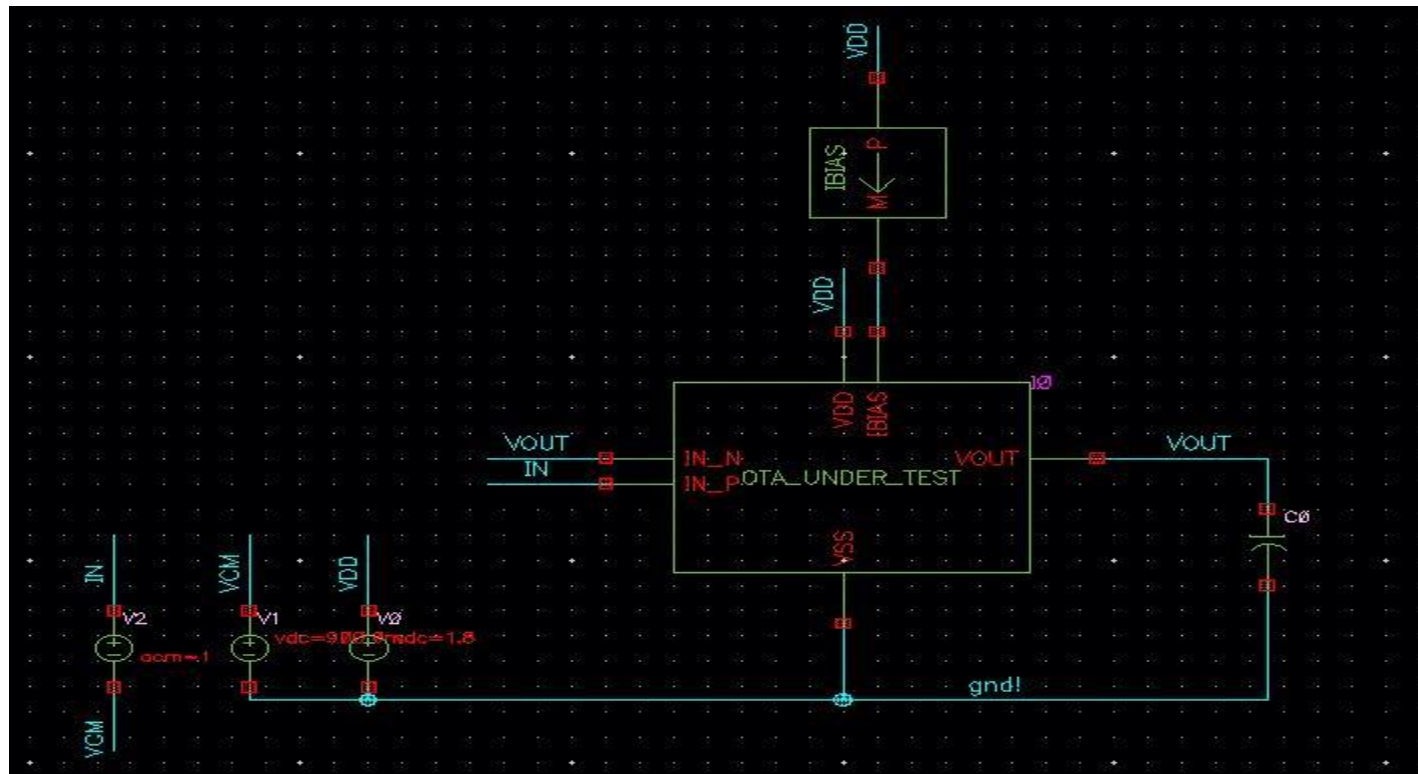 VDD
IBIAS
P
M
VDD
I0
VDD
IBIAS
VOUT
IN_N
VOUT
VOUT
IN
IN_P
OTA_UNDER_TEST
C0
VSS
IN
VCM
VDD
V2
V1
V0
acm=.1
vdc=1.8
gnd!
VCM